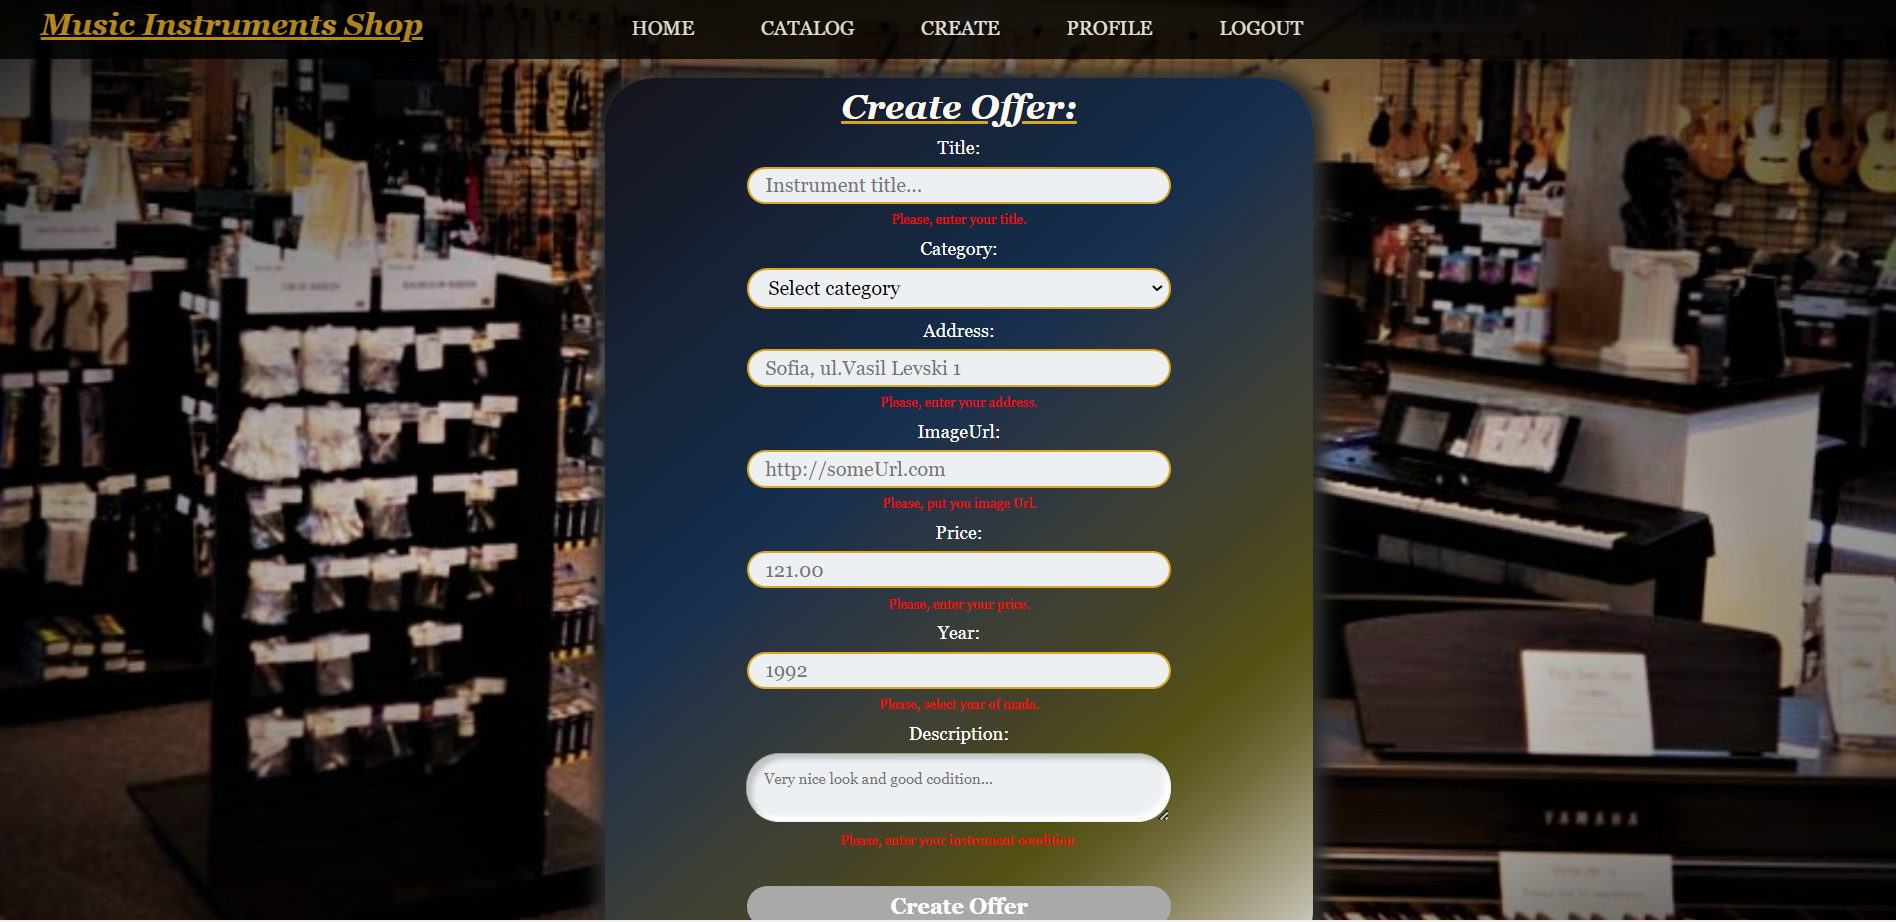 Music Instruments Shop
HOME CATALOG CREATE PROFILE LOGOUT
Create Offer:
Title:
Instrument title...
Please, enter your title.
Category:
Select category
Address:
Sofia, ul.Vasil Levski 1
Please, enter your address.
ImageUrl:
http://someUrl.com
Please, put you image Url.
Price:
121.00
Please, enter your price.
Year:
1992
Please, select year of made.
Description:
Very nice look and good codition...
Please, enter your instrument condition.
YAMAHA
Create Offer